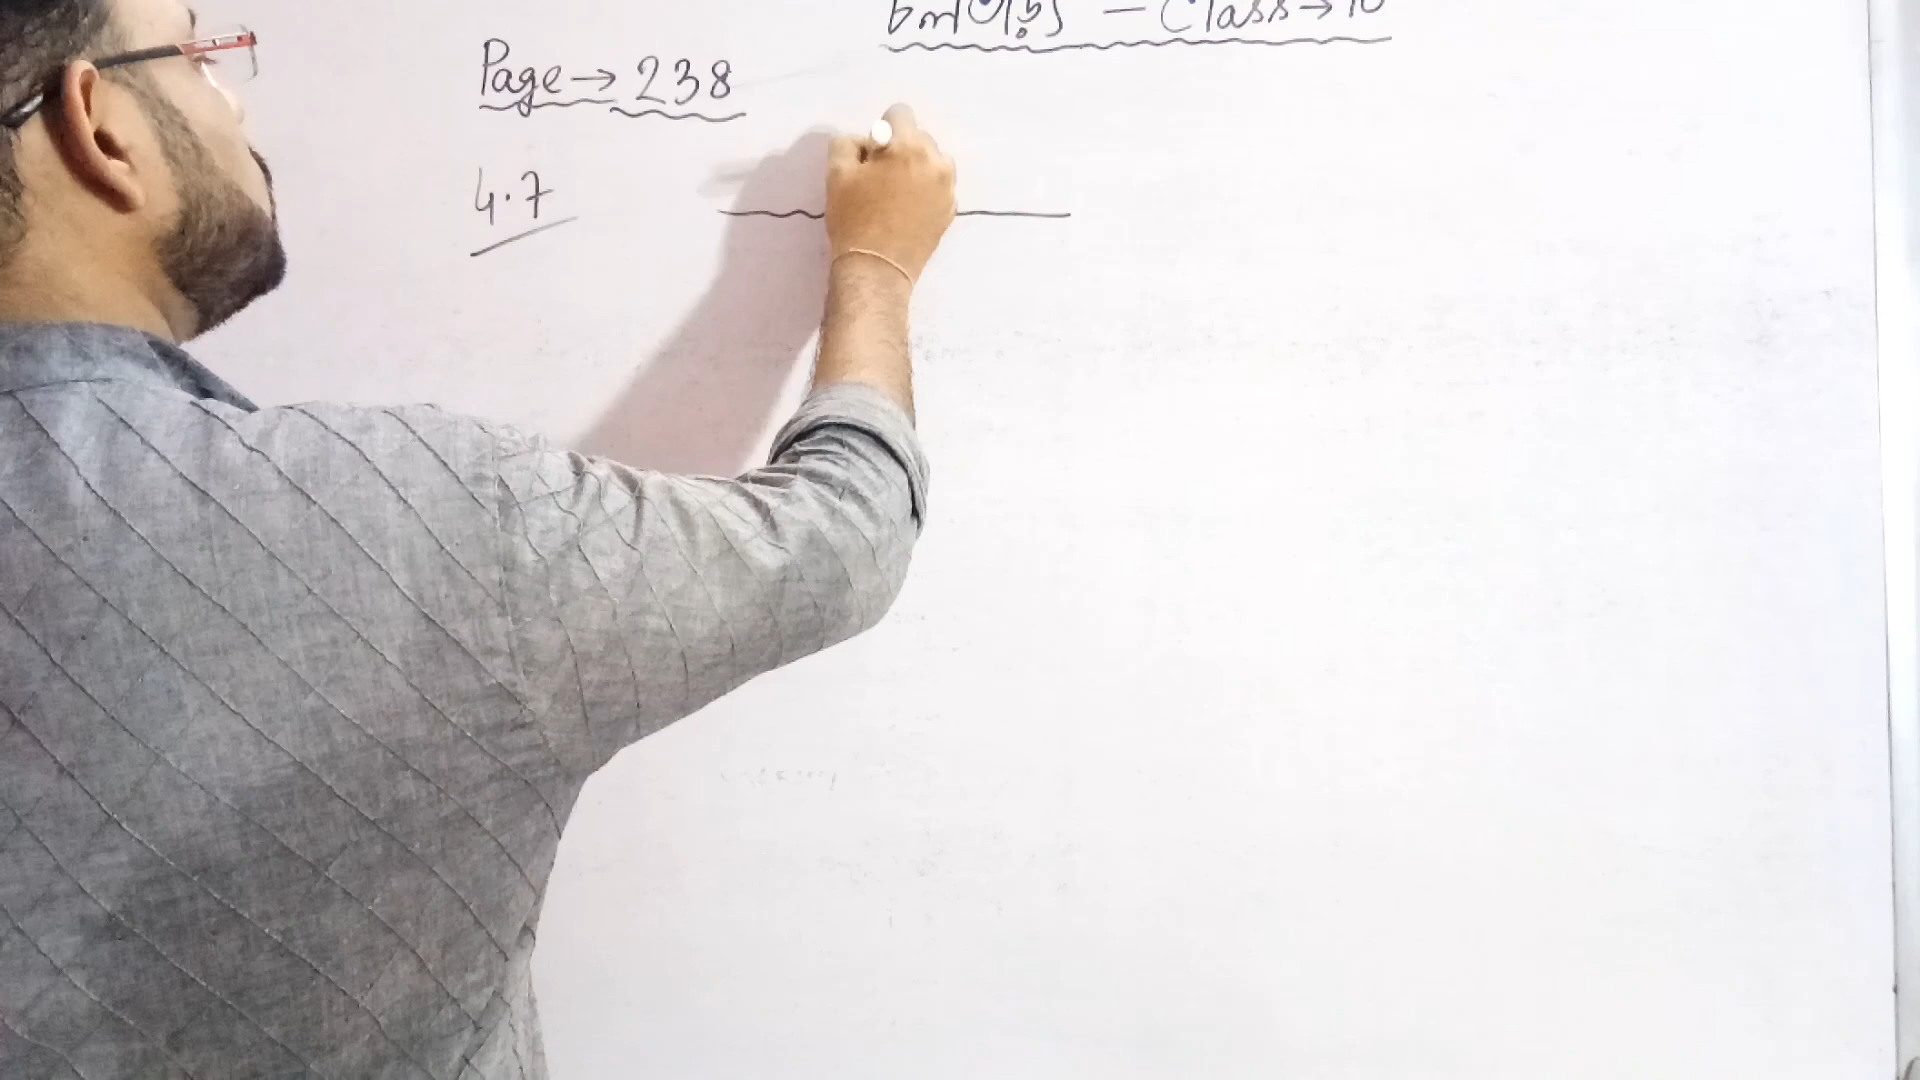 – Class → 10
Page → 238
4.7